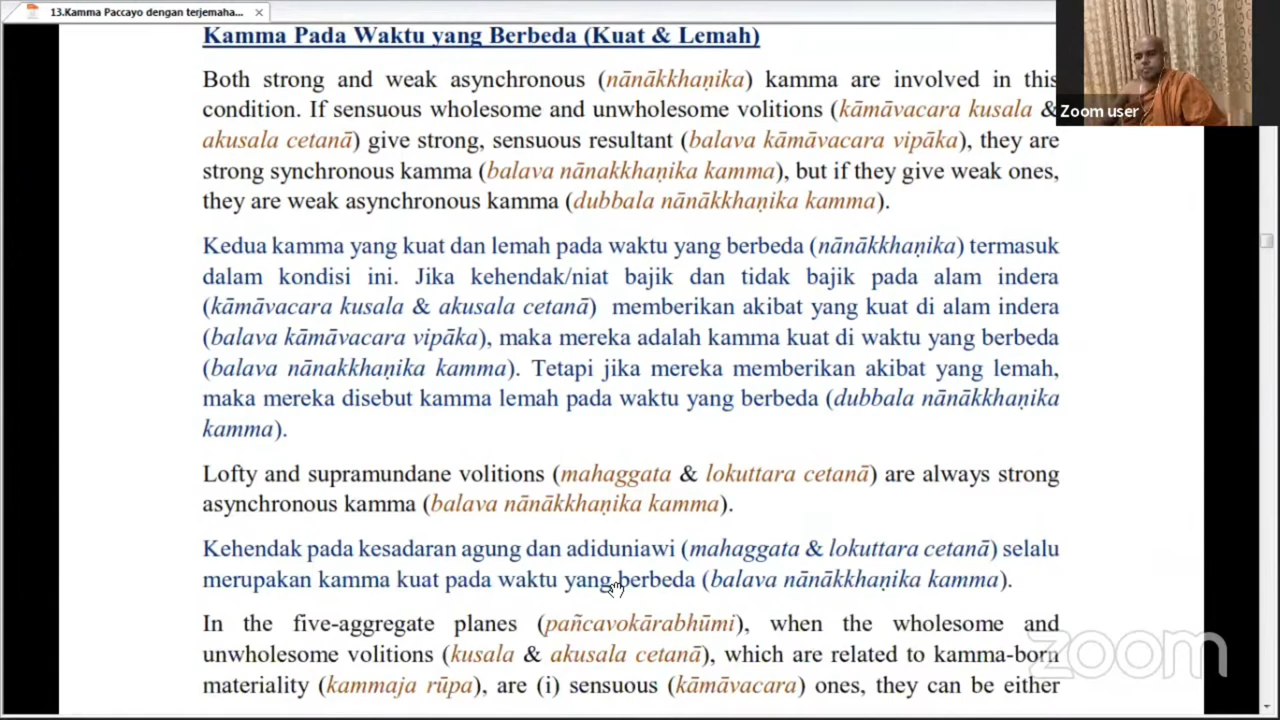 13.Kamma Paccayo dengan terjemaha...
Kamma Pada Waktu yang Berbeda (Kuat & Lemah)
Both strong and weak asynchronous (nānākkhaṇika) kamma are involved in this
condition. If sensuous wholesome and unwholesome volitions (kāmāvacara kusala &
akusala cetanā) give strong, sensuous resultant (balava kāmāvacara vipāka), they are
strong synchronous kamma (balava nānakkhaṇika kamma), but if they give weak ones,
they are weak asynchronous kamma (dubbala nānākkhaṇika kamma).
Kedua kamma yang kuat dan lemah pada waktu yang berbeda (nānākkhaṇika) termasuk
dalam kondisi ini. Jika kehendak/niat bajik dan tidak bajik pada alam indera
(kāmāvacara kusala & akusala cetanā) memberikan akibat yang kuat di alam indera
(balava kāmāvacara vipāka), maka mereka adalah kamma kuat di waktu yang berbeda
(balava nānakkhaṇika kamma). Tetapi jika mereka memberikan akibat yang lemah,
maka mereka disebut kamma lemah pada waktu yang berbeda (dubbala nānākkhaṇika
kamma).
Lofty and supramundane volitions (mahaggata & lokuttara cetanā) are always strong
asynchronous kamma (balava nānākkhaṇika kamma).
Kehendak pada kesadaran agung dan adiduniawi (mahaggata & lokuttara cetanā) selalu
merupakan kamma kuat pada waktu yang berbeda (balava nānākkhaṇika kamma).
In the five-aggregate planes (pañcavokārabhūmi), when the wholesome and
unwholesome volitions (kusala & akusala cetanā), which are related to kamma-born
materiality (kammaja rūpa), are (i) sensuous (kāmāvacara) ones, they can be either
Zoom user
zoom